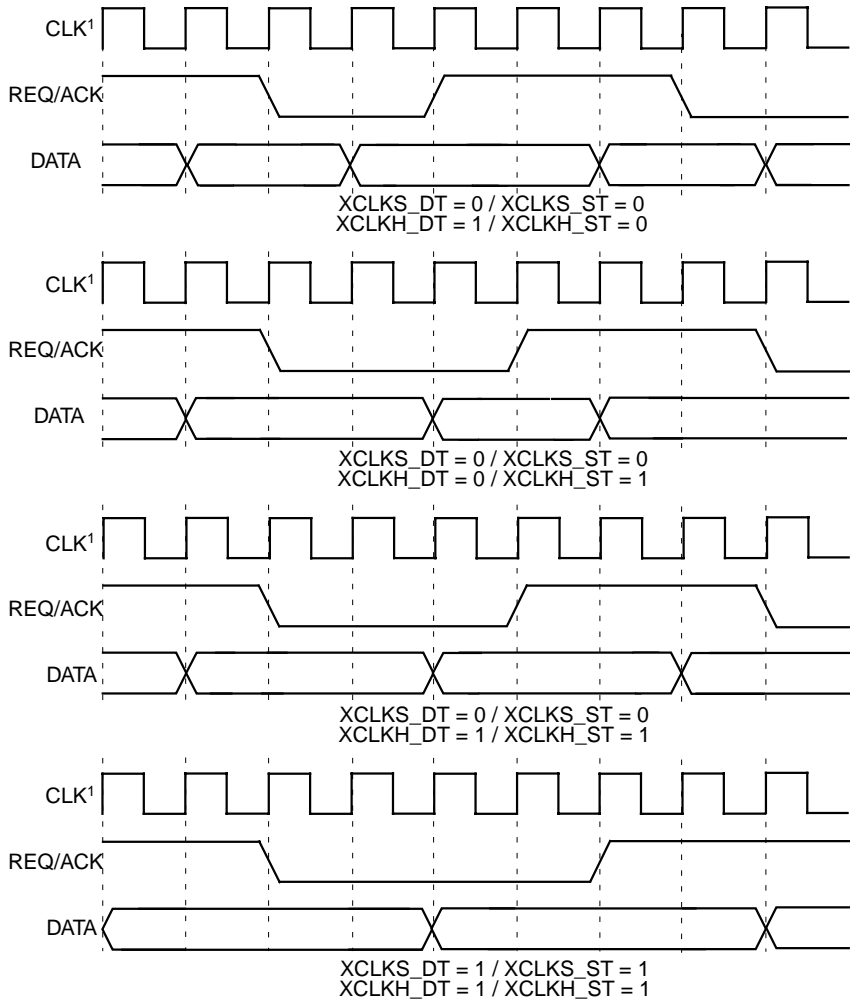 CLK1
REQ/ACK
DATA
XCLKS_DT = 0 / XCLKS_ST = 0
XCLKH_DT = 1 / XCLKH_ST = 0
CLK1
REQ/ACK
DATA
XCLKS_DT = 0 / XCLKS_ST = 0
XCLKH_DT = 0 / XCLKH_ST = 1
CLK1
REQ/ACK
DATA
XCLKS_DT = 0 / XCLKS_ST = 0
XCLKH_DT = 1 / XCLKH_ST = 1
CLK1
REQ/ACK
DATA
XCLKS_DT = 1 / XCLKS_ST = 1
XCLKH_DT = 1 / XCLKH_ST = 1